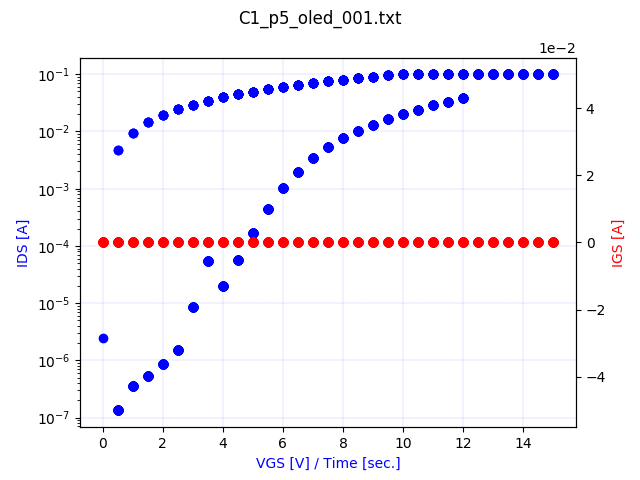 C1_p5_oled_001.txt
1e−2
10⁻¹
10⁻²
10⁻³
10⁻⁴
10⁻⁵
10⁻⁶
10⁻⁷
IDS [A]
4
2
0
−2
−4
IGS [A]
0 2 4 6 8 10 12 14
VGS [V] / Time [sec.]